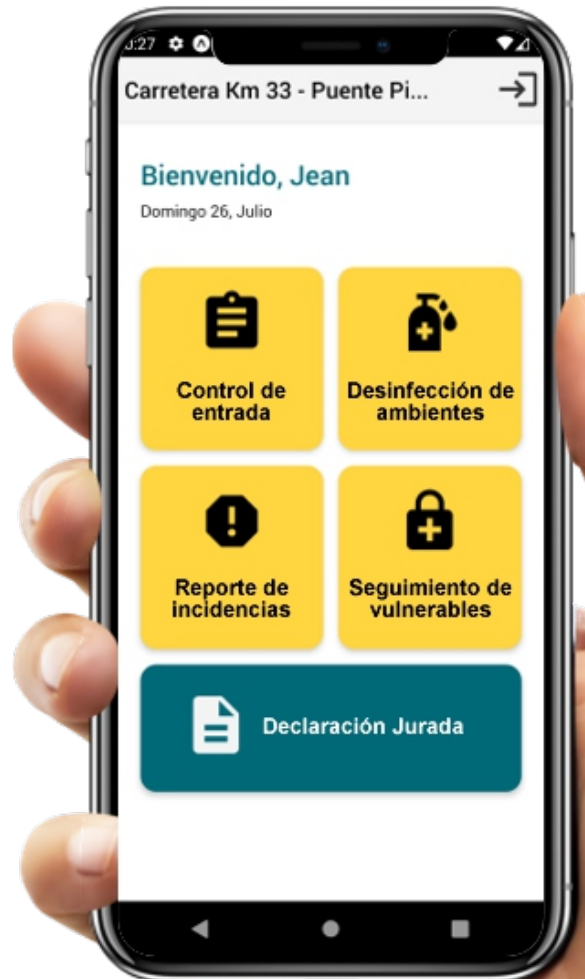 :27
Carretera Km 33 - Puente Pi...
Bienvenido, Jean
Domingo 26, Julio
Control de
entrada
Desinfección de
ambientes
Reporte de
incidencias
Seguimiento de
vulnerables
Declaración Jurada